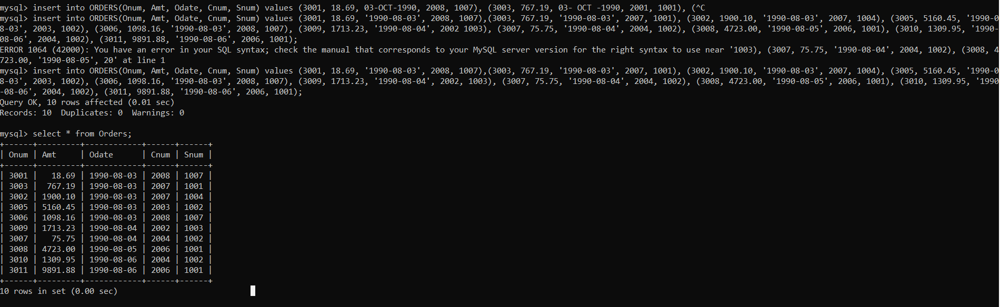 mysql> insert into ORDERS(Onum, Amt, Odate, Cnum, Snum) values (3001, 18.69, 03-OCT-1990, 2008, 1007), (3003, 767.19, 03- OCT -1990, 2001, 1001), (^C
mysql> insert into ORDERS(Onum, Amt, Odate, Cnum, Snum) values (3001, 18.69, '1990-08-03', 2008, 1007),(3003, 767.19, '1990-08-03', 2007, 1001), (3002, 1900.10, '1990-08-03', 2007, 1004), (3005, 5160.45, '1990-0
8-03', 2003, 1002), (3006, 1098.16, '1990-08-03', 2008, 1007), (3009, 1713.23, '1990-08-04', 2002 1003), (3007, 75.75, '1990-08-04', 2004, 1002), (3008, 4723.00, '1990-08-05', 2006, 1001), (3010, 1309.95, '1990-
08-06', 2004, 1002), (3011, 9891.88, '1990-08-06', 2006, 1001);
ERROR 1064 (42000): You have an error in your SQL syntax; check the manual that corresponds to your MySQL server version for the right syntax to use near '1003), (3007, 75.75, '1990-08-04', 2004, 1002), (3008, 4
723.00, '1990-08-05', 20' at line 1
mysql> insert into ORDERS(Onum, Amt, Odate, Cnum, Snum) values (3001, 18.69, '1990-08-03', 2008, 1007),(3003, 767.19, '1990-08-03', 2007, 1001), (3002, 1900.10, '1990-08-03', 2007, 1004), (3005, 5160.45, '1990-0
8-03', 2003, 1002), (3006, 1098.16, '1990-08-03', 2008, 1007), (3009, 1713.23, '1990-08-04', 2002, 1003), (3007, 75.75, '1990-08-04', 2004, 1002), (3008, 4723.00, '1990-08-05', 2006, 1001), (3010, 1309.95, '1990
-08-06', 2004, 1002), (3011, 9891.88, '1990-08-06', 2006, 1001);
Query OK, 10 rows affected (0.01 sec)
Records: 10  Duplicates: 0  Warnings: 0
mysql> select * from Orders;
+------+---------+------------+------+------+
| Onum | Amt     | Odate      | Cnum | Snum |
+------+---------+------------+------+------+
| 3001 |   18.69 | 1990-08-03 | 2008 | 1007 |
| 3003 |  767.19 | 1990-08-03 | 2007 | 1001 |
| 3002 | 1900.10 | 1990-08-03 | 2007 | 1004 |
| 3005 | 5160.45 | 1990-08-03 | 2003 | 1002 |
| 3006 | 1098.16 | 1990-08-03 | 2008 | 1007 |
| 3009 | 1713.23 | 1990-08-04 | 2002 | 1003 |
| 3007 |   75.75 | 1990-08-04 | 2004 | 1002 |
| 3008 | 4723.00 | 1990-08-05 | 2006 | 1001 |
| 3010 | 1309.95 | 1990-08-06 | 2004 | 1002 |
| 3011 | 9891.88 | 1990-08-06 | 2006 | 1001 |
+------+---------+------------+------+------+
10 rows in set (0.00 sec)